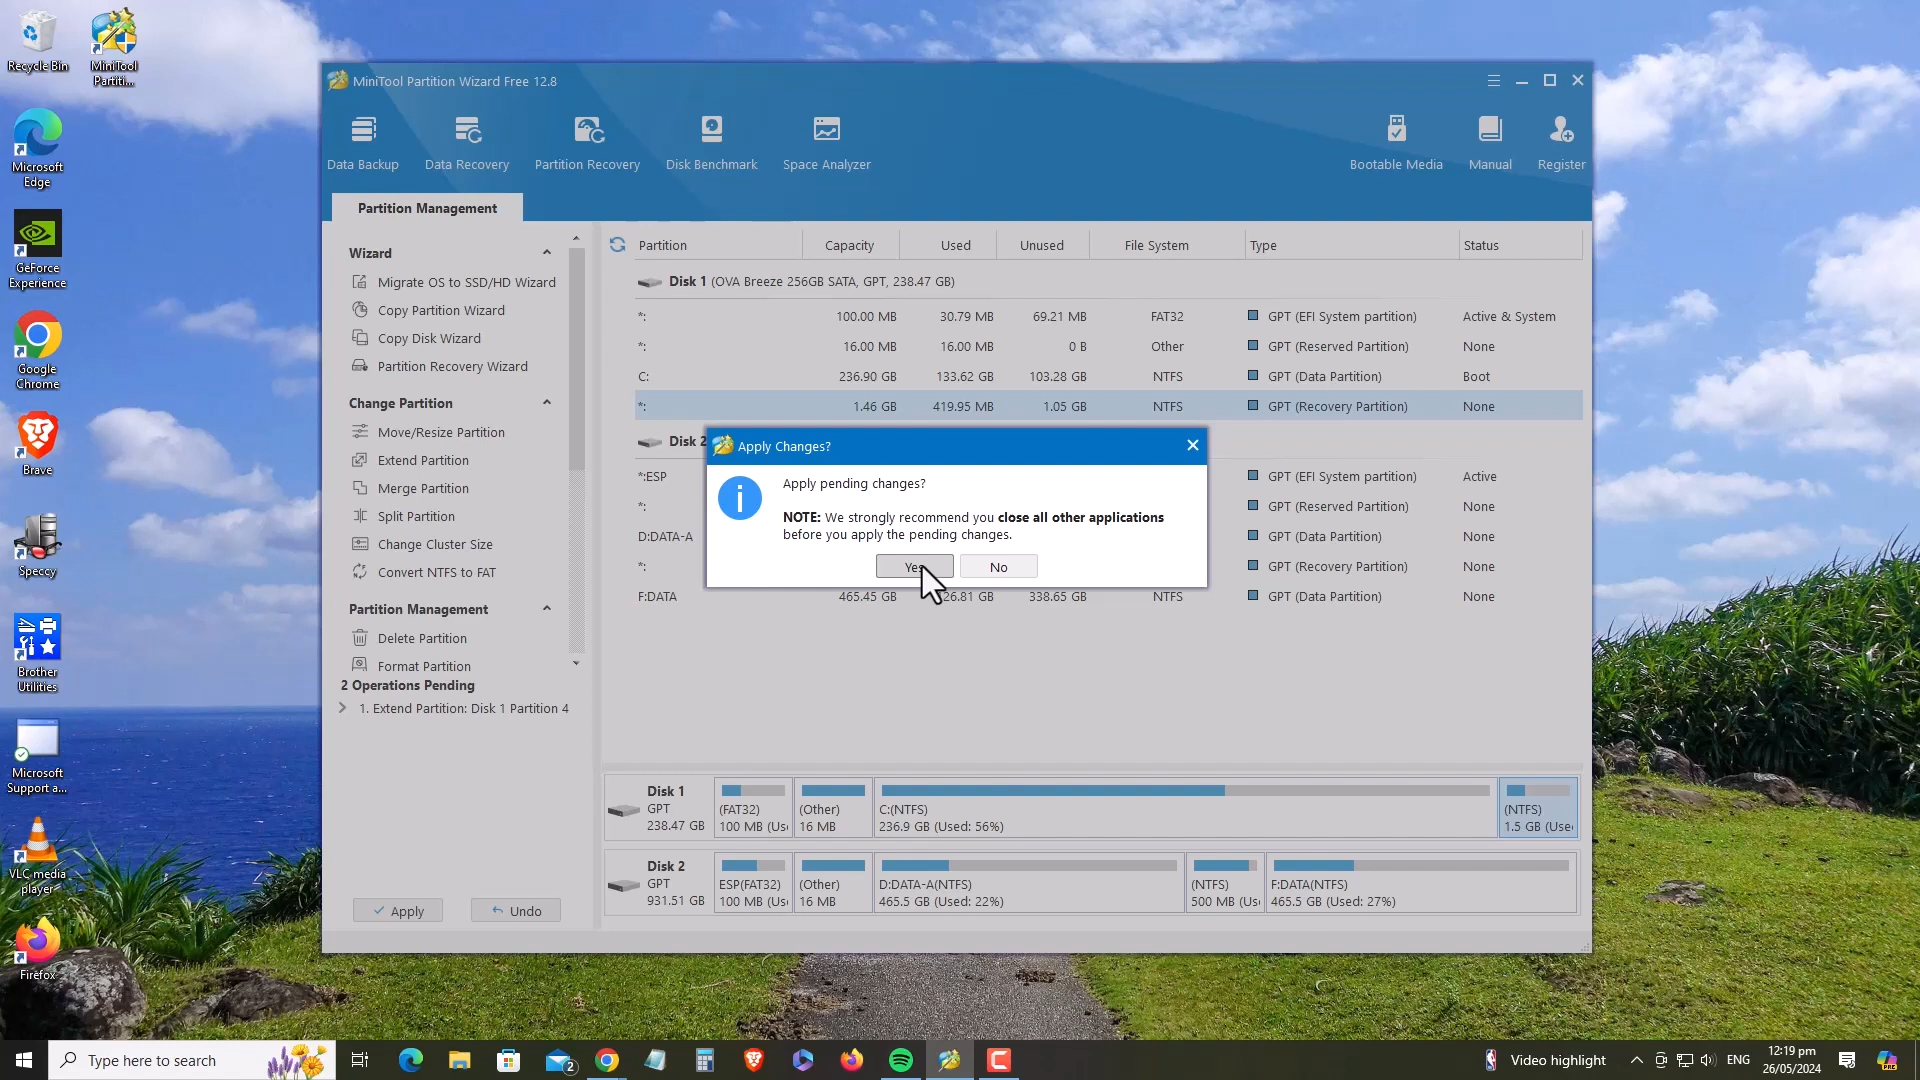 Recycle Bin
MiniTool
Partiti...
Microsoft
Edge
GeForce
Experience
Google
Chrome
Brave
Speccy
Brother
Utilities
Microsoft
Support a...
VLC media
player
Firefox
MiniTool Partition Wizard Free 12.8
Data Backup
Data Recovery
Partition Recovery
Disk Benchmark
Space Analyzer
Bootable Media
Manual
Register
Partition Management
Wizard
Migrate OS to SSD/HD Wizard
Copy Partition Wizard
Copy Disk Wizard
Partition Recovery Wizard
Change Partition
Move/Resize Partition
Extend Partition
Merge Partition
Split Partition
Change Cluster Size
Convert NTFS to FAT
Partition Management
Delete Partition
Format Partition
2 Operations Pending
1. Extend Partition: Disk 1 Partition 4
Apply
Undo
Partition Capacity Used Unused File System Type Status
Disk 1 (OVA Breeze 256GB SATA, GPT, 238.47 GB)
*: 100.00 MB 30.79 MB 69.21 MB FAT32 GPT (EFI System partition) Active & System
*: 16.00 MB 16.00 MB 0 B Other GPT (Reserved Partition) None
C: 236.90 GB 133.62 GB 103.28 GB NTFS GPT (Data Partition) Boot
*: 1.46 GB 419.95 MB 1.05 GB NTFS GPT (Recovery Partition) None
Disk 2
*:ESP GPT (EFI System partition) Active
*: GPT (Reserved Partition) None
D:DATA-A GPT (Data Partition) None
*: GPT (Recovery Partition) None
F:DATA 465.45 GB 26.81 GB 338.65 GB NTFS GPT (Data Partition) None
Apply Changes?
Apply pending changes?
NOTE: We strongly recommend you close all other applications
before you apply the pending changes.
Yes
No
Disk 1
GPT
238.47 GB
(FAT32)
100 MB (Us
(Other)
16 MB
C:(NTFS)
236.9 GB (Used: 56%)
(NTFS)
1.5 GB (Use
Disk 2
GPT
931.51 GB
ESP(FAT32)
100 MB (Us
(Other)
16 MB
D:DATA-A(NTFS)
465.5 GB (Used: 22%)
(NTFS)
500 MB (Us
F:DATA(NTFS)
465.5 GB (Used: 27%)
Type here to search
2
Video highlight
ENG
12:19 pm
26/05/2024
PRE